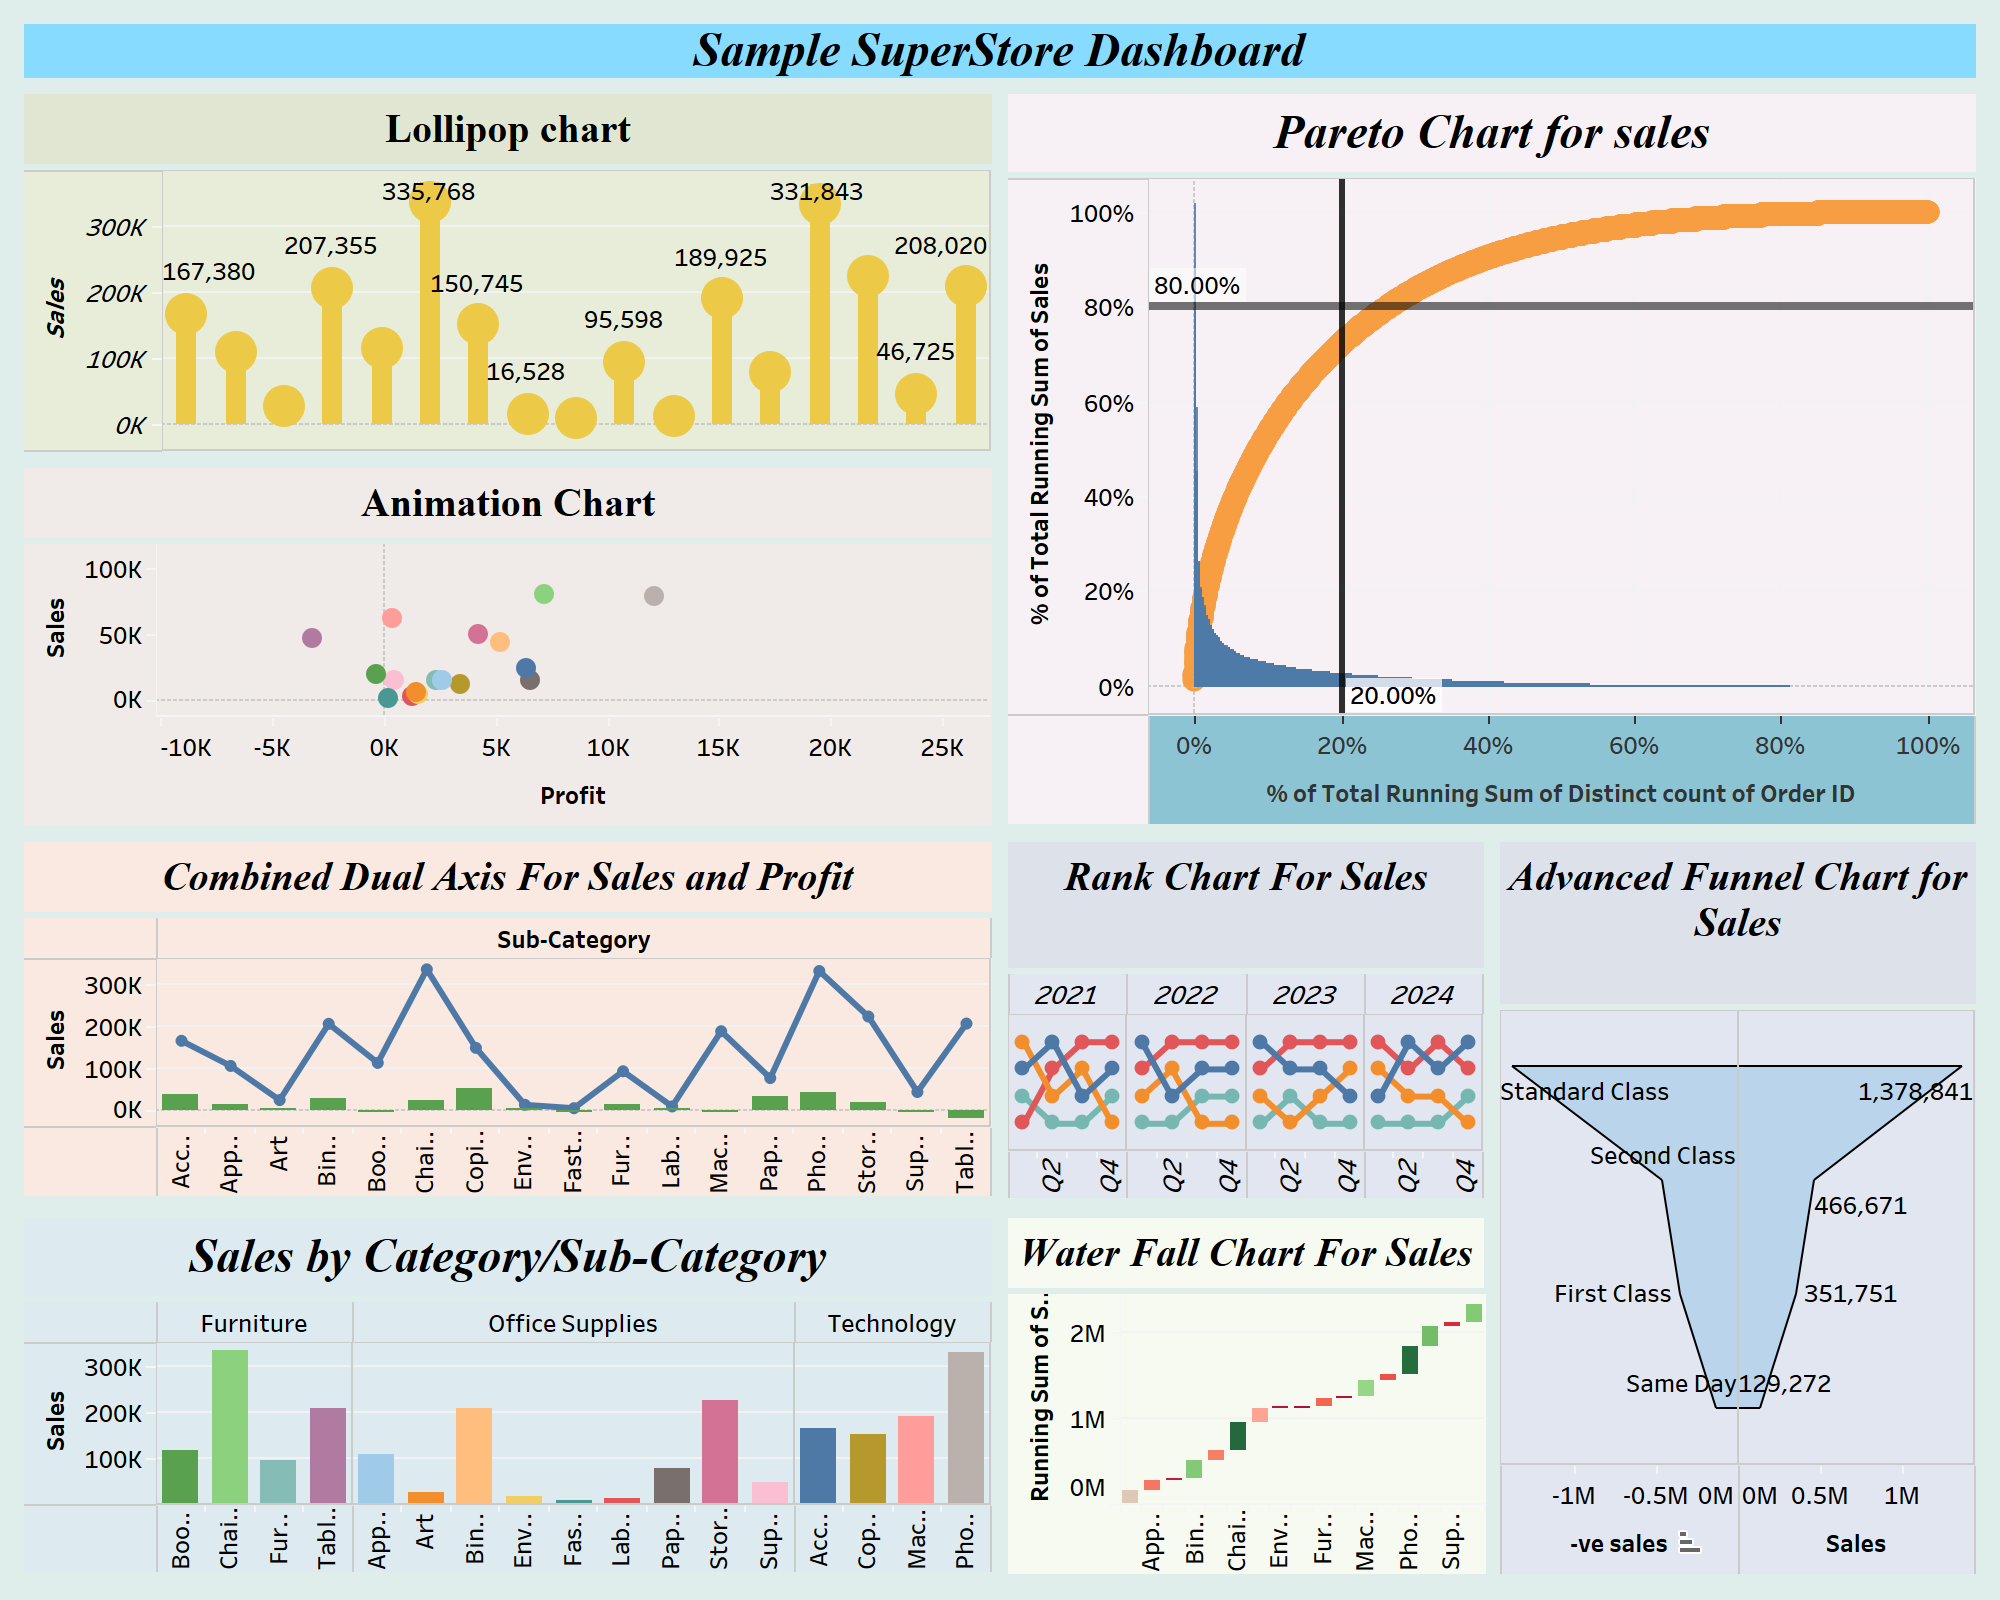 Sample SuperStore Dashboard
Lollipop chart
Sales
300K
200K
100K
0K
167,380
207,355
335,768
150,745
16,528
95,598
189,925
331,843
46,725
208,020
Animation Chart
Sales
100K
50K
0K
-10K -5K 0K 5K 10K 15K 20K 25K
Profit
Pareto Chart for sales
% of Total Running Sum of Sales
100%
80%
60%
40%
20%
0%
80.00%
20.00%
0% 20% 40% 60% 80% 100%
% of Total Running Sum of Distinct count of Order ID
Combined Dual Axis For Sales and Profit
Sub-Category
Sales
300K
200K
100K
0K
Acc.. App.. Art Bin.. Boo.. Chai.. Copi.. Env.. Fast.. Fur.. Lab.. Mac.. Pap.. Pho.. Stor.. Sup.. Tabl..
Rank Chart For Sales
2021 2022 2023 2024
Q2 Q4 Q2 Q4 Q2 Q4 Q2 Q4
Advanced Funnel Chart for
Sales
Standard Class 1,378,841
Second Class
466,671
First Class 351,751
Same Day 129,272
-1M -0.5M 0M 0M 0.5M 1M
-ve sales Sales
Sales by Category/Sub-Category
Furniture Office Supplies Technology
Sales
300K
200K
100K
Boo.. Chai.. Fur.. Tabl.. App.. Art Bin.. Env.. Fas.. Lab.. Pap.. Stor.. Sup.. Acc.. Cop.. Mac.. Pho..
Water Fall Chart For Sales
Running Sum of S..
2M
1M
0M
App.. Bin.. Chai.. Env.. Fur.. Mac.. Pho.. Sup..